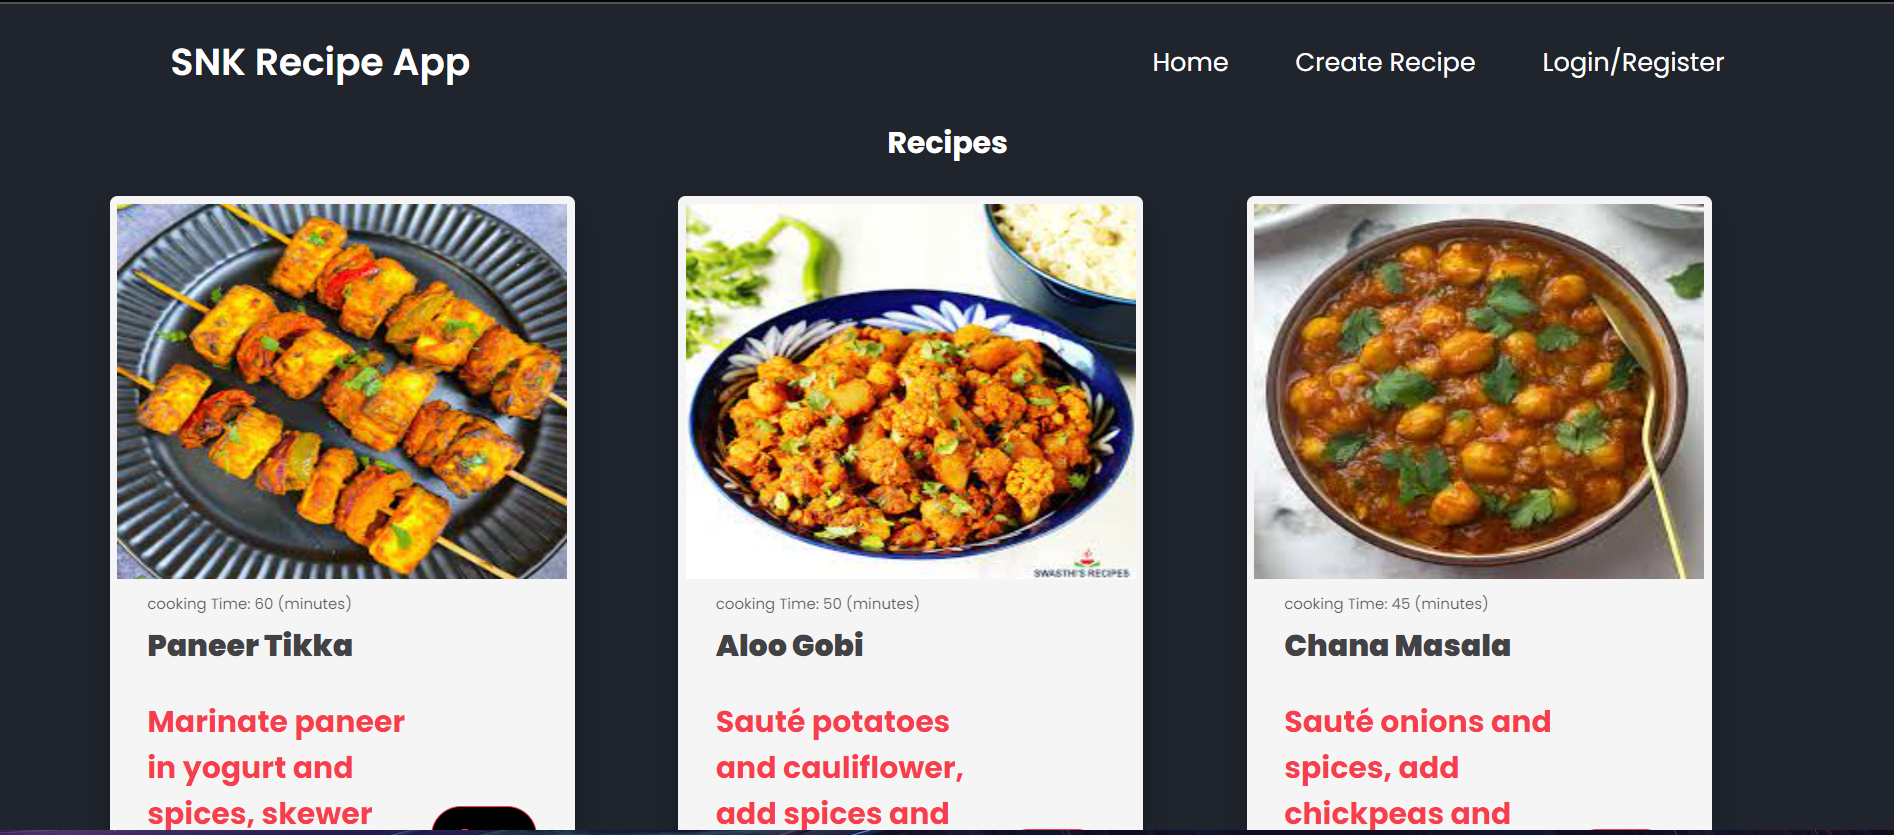 SNK Recipe App
Home
Create Recipe
Login/Register
Recipes
SWASTHI'S RECIPES
cooking Time: 60 (minutes)
Paneer Tikka
Marinate paneer
in yogurt and
spices, skewer
cooking Time: 50 (minutes)
Aloo Gobi
Sauté potatoes
and cauliflower,
add spices and
cooking Time: 45 (minutes)
Chana Masala
Sauté onions and
spices, add
chickpeas and